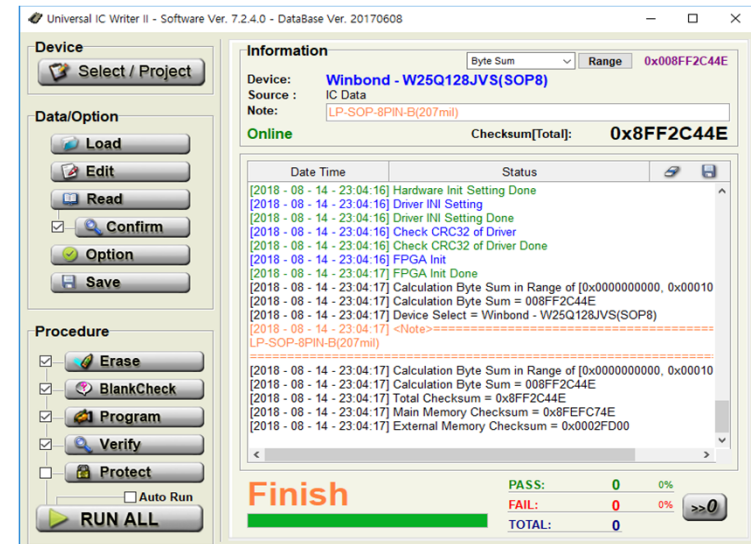 Universal IC Writer II - Software Ver. 7.2.4.0 - DataBase Ver. 20170608
Device
Select / Project
Data/Option
Load
Edit
Read
Confirm
Option
Save
Procedure
Erase
BlankCheck
Program
Verify
Protect
Auto Run
RUN ALL
Information
Byte Sum
Range
0x008FF2C44E
Device: Winbond - W25Q128JVS(SOP8)
Source : IC Data
Note: LP-SOP-8PIN-B(207mil)
Online
Checksum[Total]: 0x8FF2C44E
Date Time Status
[2018 - 08 - 14 - 23:04:16] Hardware Init Setting Done
[2018 - 08 - 14 - 23:04:16] Driver INI Setting
[2018 - 08 - 14 - 23:04:16] Driver INI Setting Done
[2018 - 08 - 14 - 23:04:16] Check CRC32 of Driver
[2018 - 08 - 14 - 23:04:16] Check CRC32 of Driver Done
[2018 - 08 - 14 - 23:04:16] FPGA Init
[2018 - 08 - 14 - 23:04:17] FPGA Init Done
[2018 - 08 - 14 - 23:04:17] Calculation Byte Sum in Range of [0x0000000000, 0x00010
[2018 - 08 - 14 - 23:04:17] Calculation Byte Sum = 008FF2C44E
[2018 - 08 - 14 - 23:04:17] Device Select = Winbond - W25Q128JVS(SOP8)
[2018 - 08 - 14 - 23:04:17] <Note>======================================
LP-SOP-8PIN-B(207mil)
==============================================================
[2018 - 08 - 14 - 23:04:17] Calculation Byte Sum in Range of [0x0000000000, 0x00010
[2018 - 08 - 14 - 23:04:17] Calculation Byte Sum = 008FF2C44E
[2018 - 08 - 14 - 23:04:17] Total Checksum = 0x8FF2C44E
[2018 - 08 - 14 - 23:04:17] Main Memory Checksum = 0x8FEFC74E
[2018 - 08 - 14 - 23:04:17] External Memory Checksum = 0x0002FD00
Finish
PASS: 0 0%
FAIL: 0 0%
TOTAL: 0
>>0